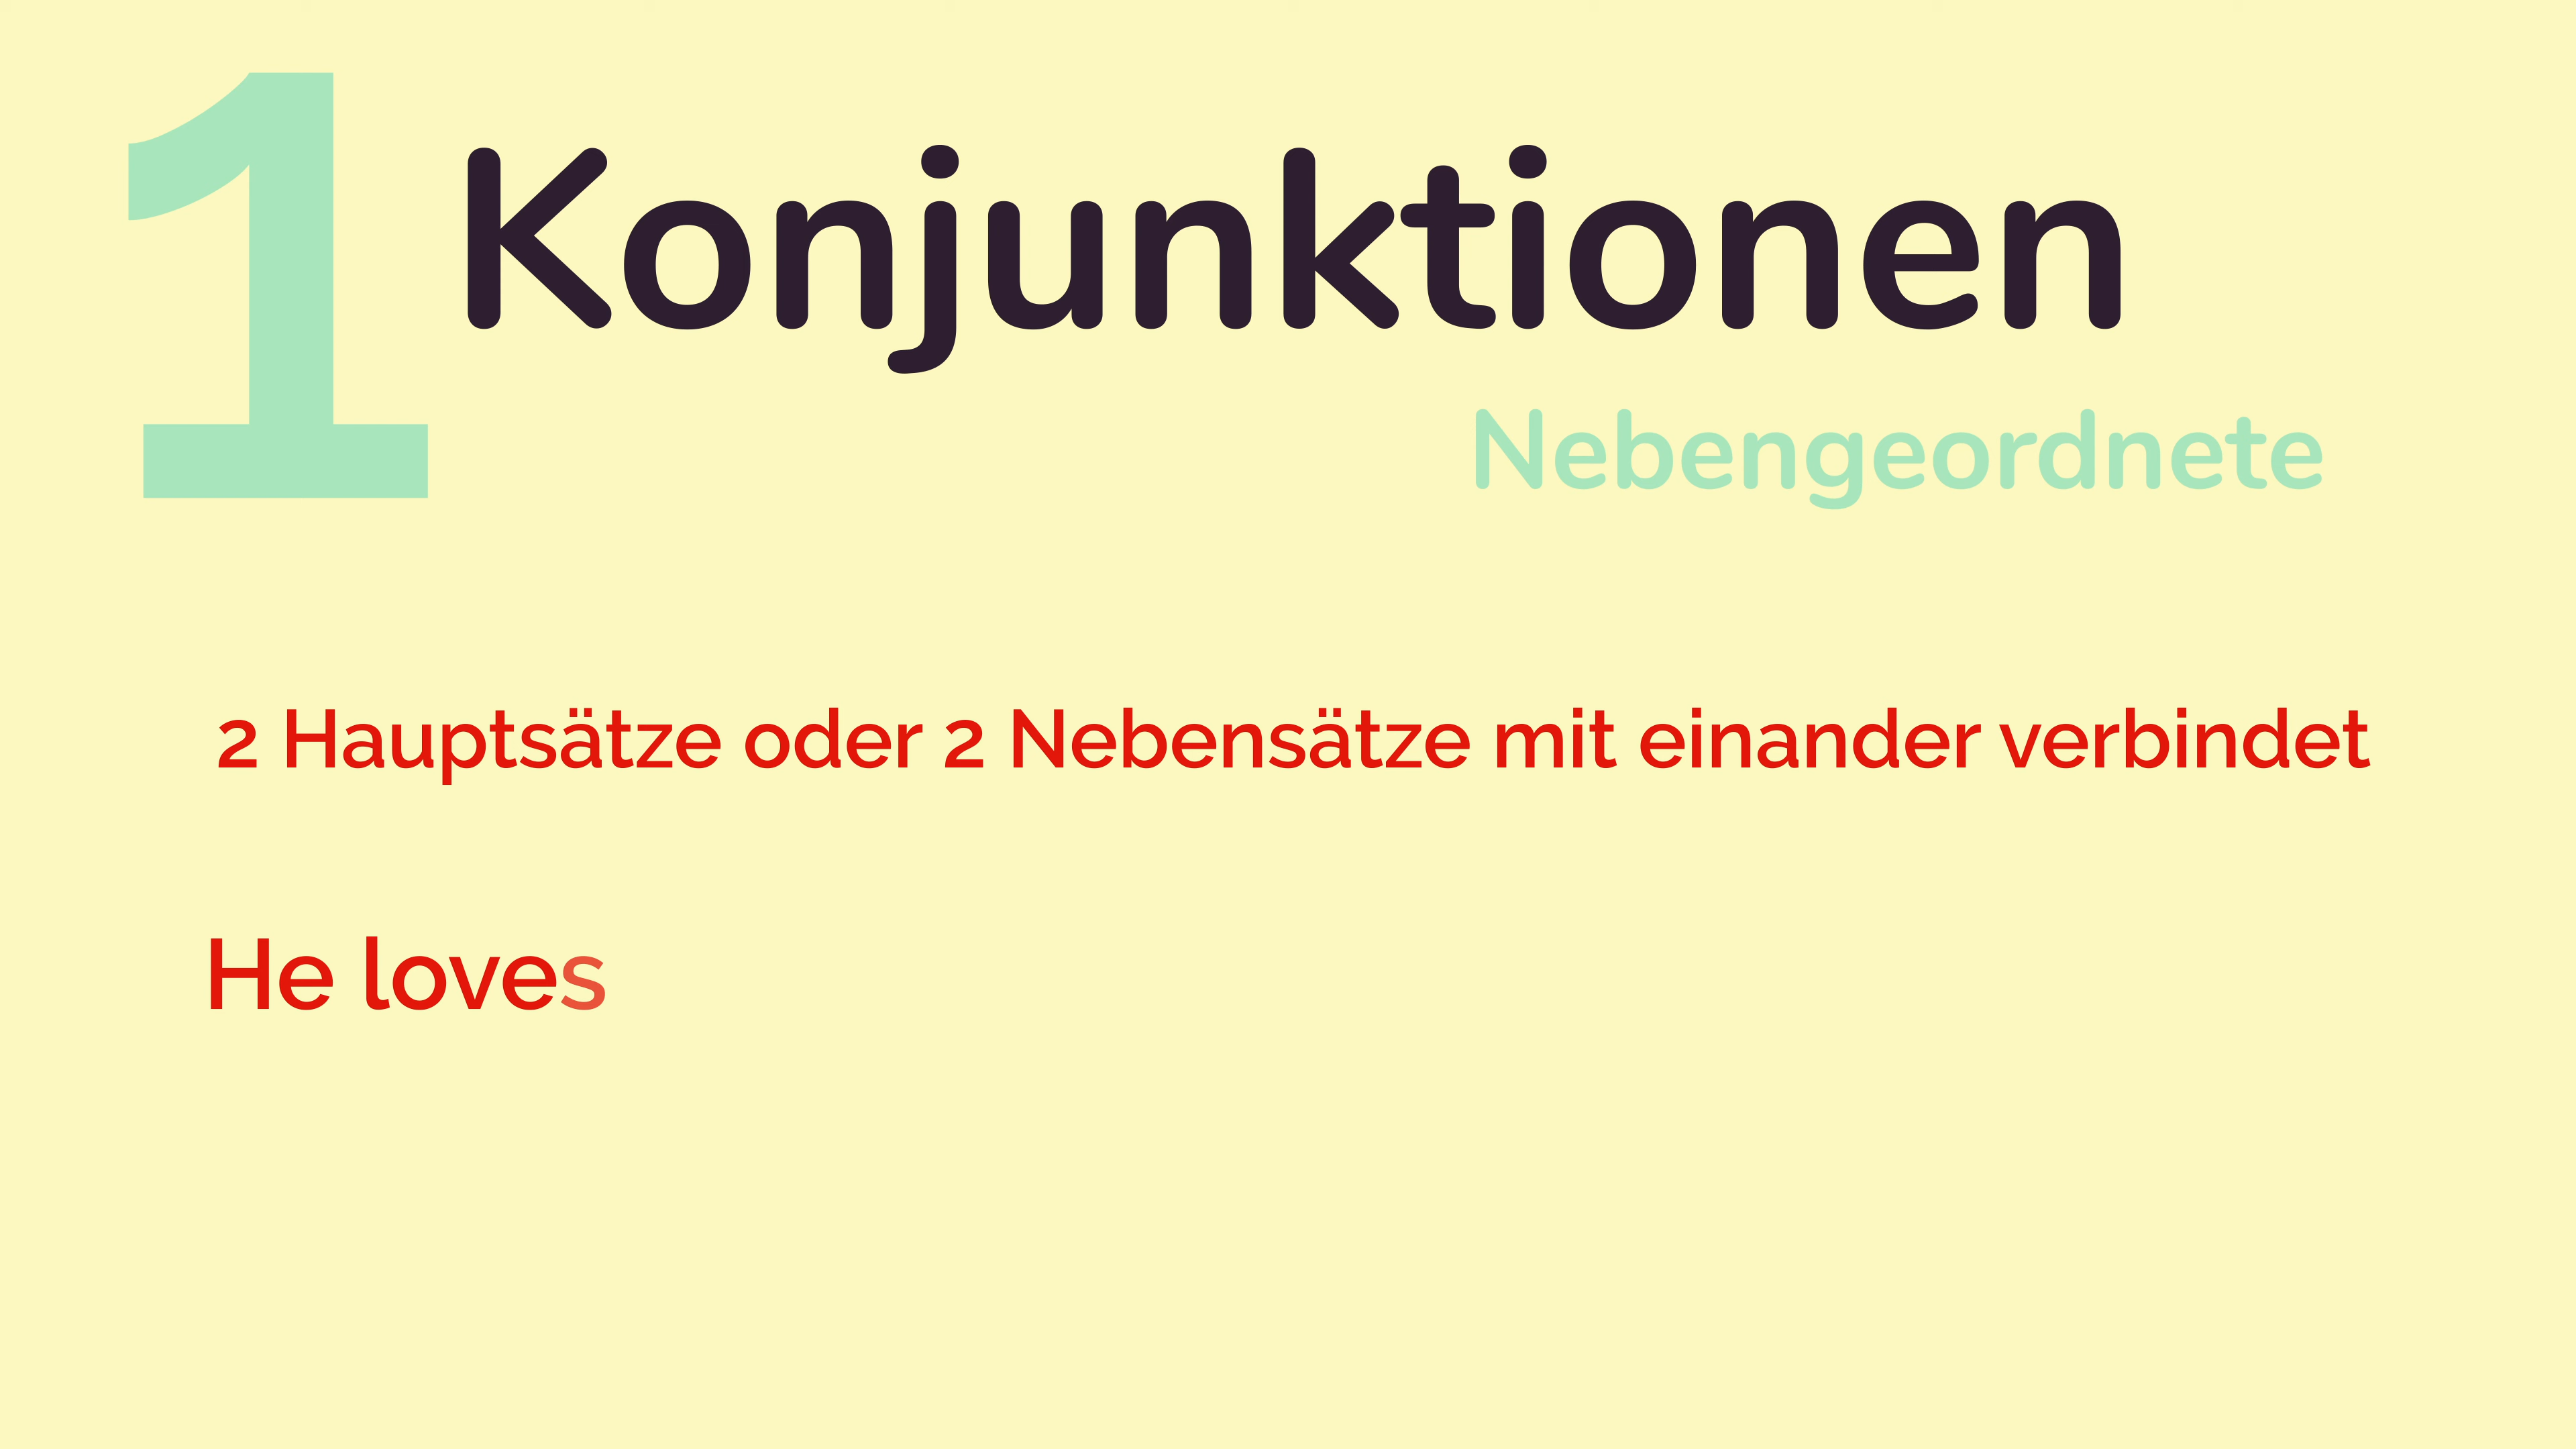 1 Konjunktionen
Nebengeordnete
2 Hauptsätze oder 2 Nebensätze mit einander verbindet
He loves